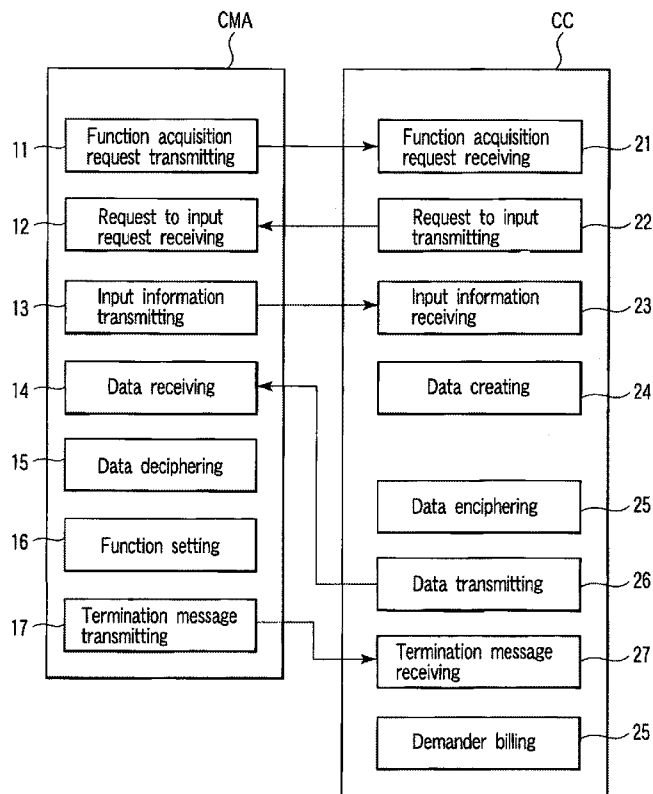 CMA
CC
11
Function acquisition
request transmitting
Function acquisition
request receiving
21
12
Request to input
request receiving
Request to input
transmitting
22
13
Input information
transmitting
Input information
receiving
23
14
Data receiving
Data creating
24
15
Data deciphering
Data enciphering
25
16
Function setting
Data transmitting
26
17
Termination message
transmitting
Termination message
receiving
27
Demander billing
25